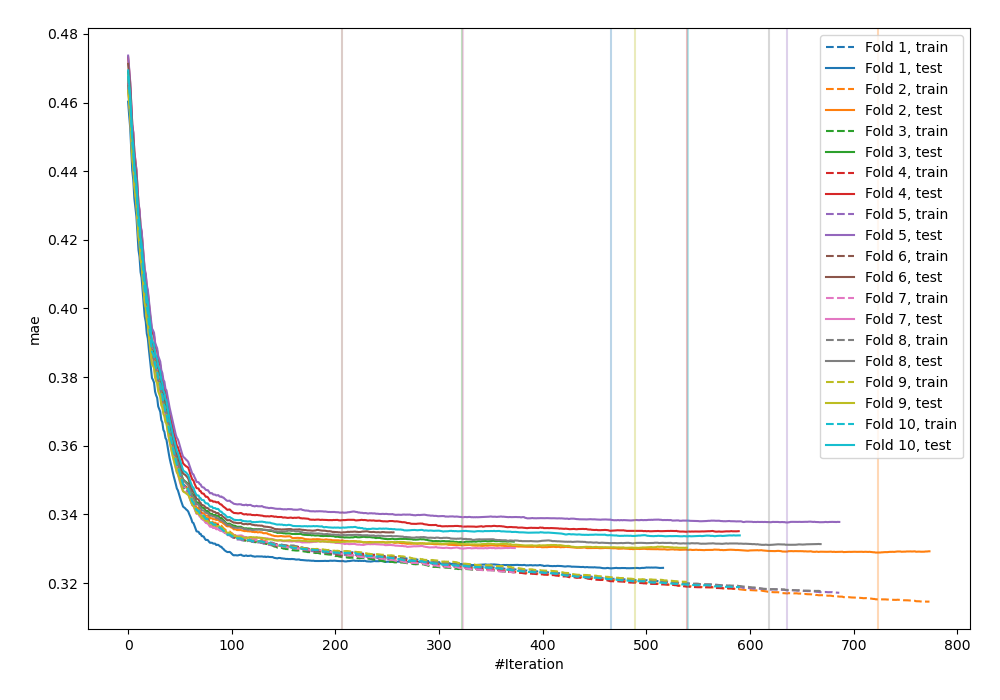 0.48
0.46
0.44
0.42
0.40
0.38
0.36
0.34
0.32
mae
0
100
200
300
400
500
600
700
800
#Iteration
Fold 1, train
Fold 1, test
Fold 2, train
Fold 2, test
Fold 3, train
Fold 3, test
Fold 4, train
Fold 4, test
Fold 5, train
Fold 5, test
Fold 6, train
Fold 6, test
Fold 7, train
Fold 7, test
Fold 8, train
Fold 8, test
Fold 9, train
Fold 9, test
Fold 10, train
Fold 10, test